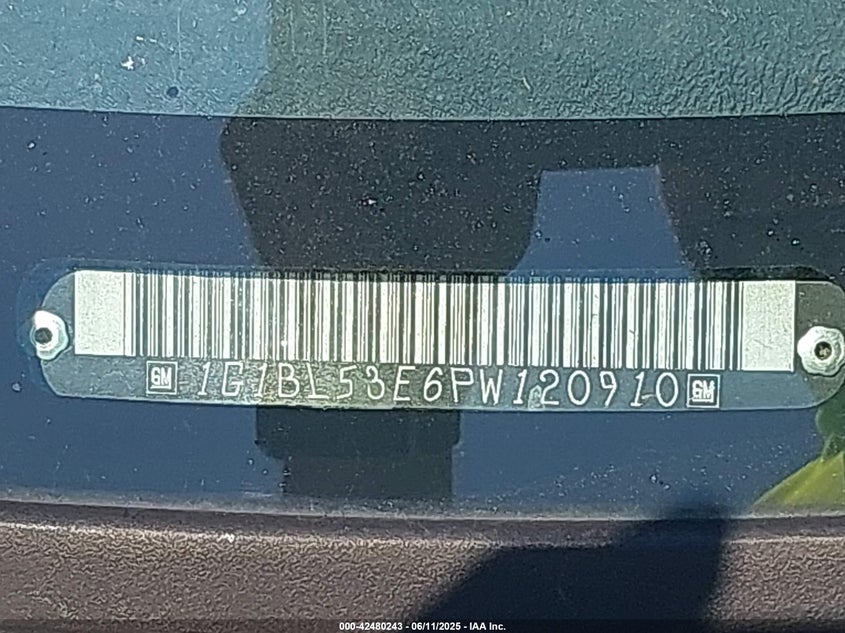 GM 1G1BL53E6PW120910 GM
000-42480243 - 06/11/2025 - IAA Inc.